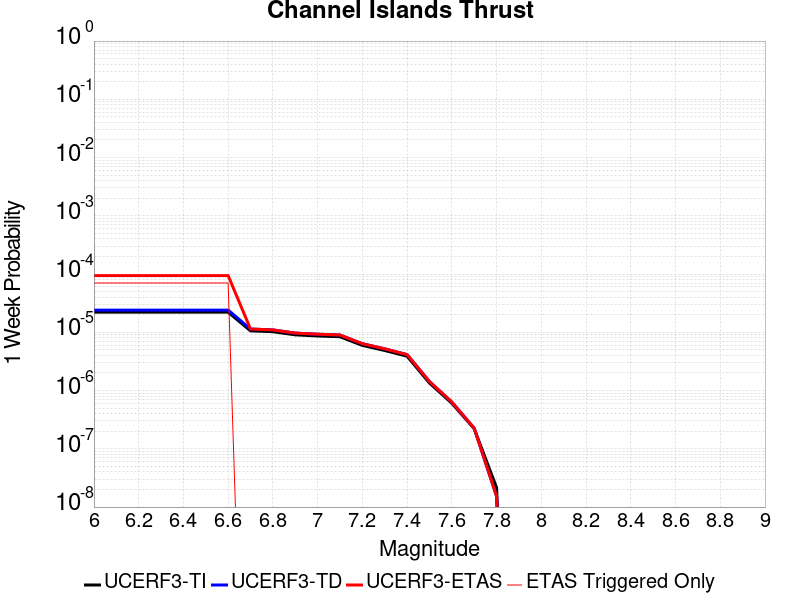 Channel Islands Thrust
1 Week Probability
10^0
10^-1
10^-2
10^-3
10^-4
10^-5
10^-6
10^-7
10^-8
6 6.2 6.4 6.6 6.8 7 7.2 7.4 7.6 7.8 8 8.2 8.4 8.6 8.8 9
Magnitude
UCERF3-TI UCERF3-TD UCERF3-ETAS ETAS Triggered Only